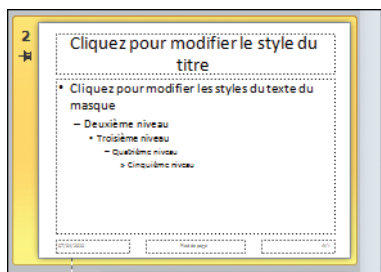 2
Cliquez pour modifier le style du
titre
• Cliquez pour modifier les styles du texte du
masque
– Deuxième niveau
• Troisième niveau
– Quatrième niveau
» Cinquième niveau
Pied de page